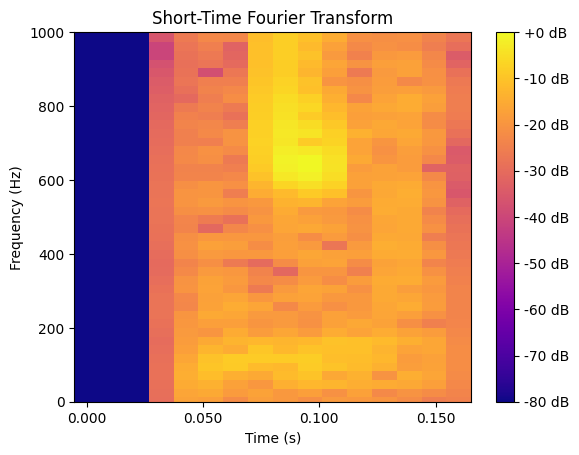 Short-Time Fourier Transform
1000
800
600
400
200
0
Frequency (Hz)
0.000
0.050
0.100
0.150
Time (s)
+0 dB
-10 dB
-20 dB
-30 dB
-40 dB
-50 dB
-60 dB
-70 dB
-80 dB